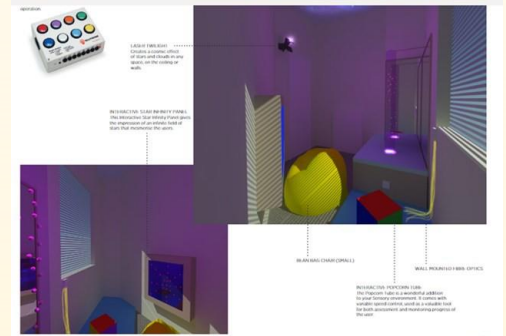 operation
LASER TWILIGHT
Creates a cosmic effect
of stars and clouds in any
space, on the ceiling or
walls
INTERACTIVE STAR INFINITY PANEL
This Interactive Star Infinity Panel gives
the impression of an infinite field of
stars that mesmerise the users
BEAN BAG CHAIR (SMALL)
WALL MOUNTED FIBRE OPTICS
INTERACTIVE POPCORN TUBE
The Popcorn Tube is a wonderful addition
to your Sensory environment. It comes with
variable speed control, used as a valuable tool
for both assessment and monitoring progress of
the user